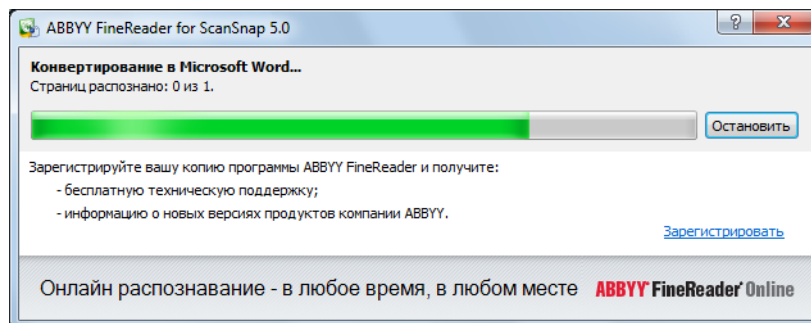 ABBYY FineReader for ScanSnap 5.0
Конвертирование в Microsoft Word...
Страниц распознано: 0 из 1.
Остановить
Зарегистрируйте вашу копию программы ABBYY FineReader и получите:
- бесплатную техническую поддержку;
- информацию о новых версиях продуктов компании ABBYY.
Зарегистрировать
Онлайн распознавание - в любое время, в любом месте ABBYY FineReader Online